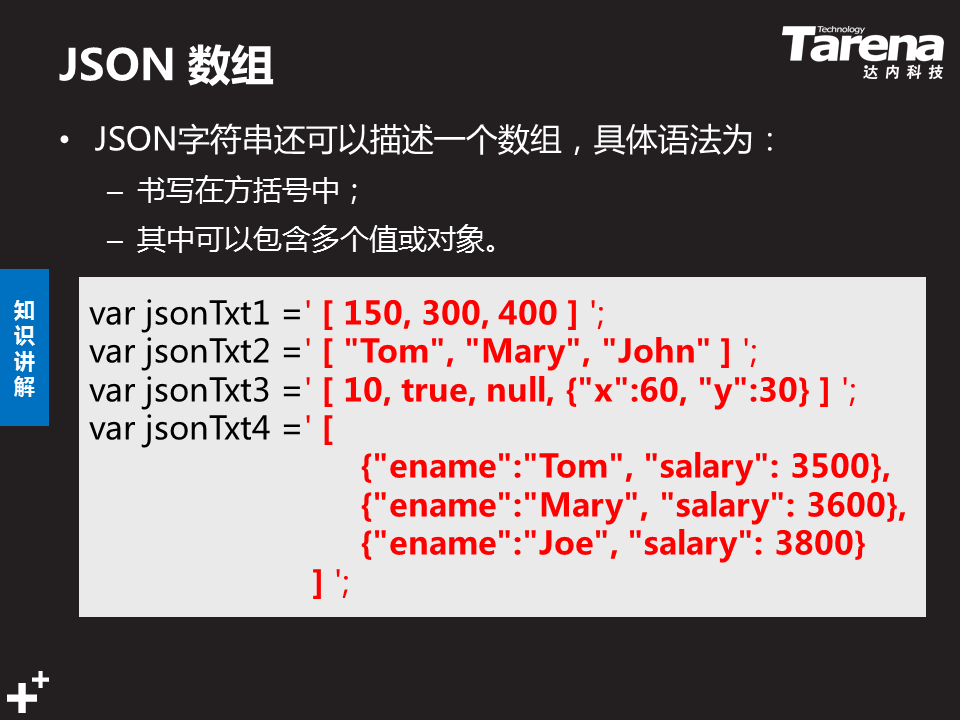 JSON 数组
Technology
Tarena
达内科技
• JSON字符串还可以描述一个数组，具体语法为：
– 书写在方括号中；
– 其中可以包含多个值或对象。
知识讲解
var jsonTxt1 =' [ 150, 300, 400 ] ';
var jsonTxt2 =' [ "Tom", "Mary", "John" ] ';
var jsonTxt3 =' [ 10, true, null, {"x":60, "y":30} ] ';
var jsonTxt4 =' [
{"ename":"Tom", "salary": 3500},
{"ename":"Mary", "salary": 3600},
{"ename":"Joe", "salary": 3800}
] ';